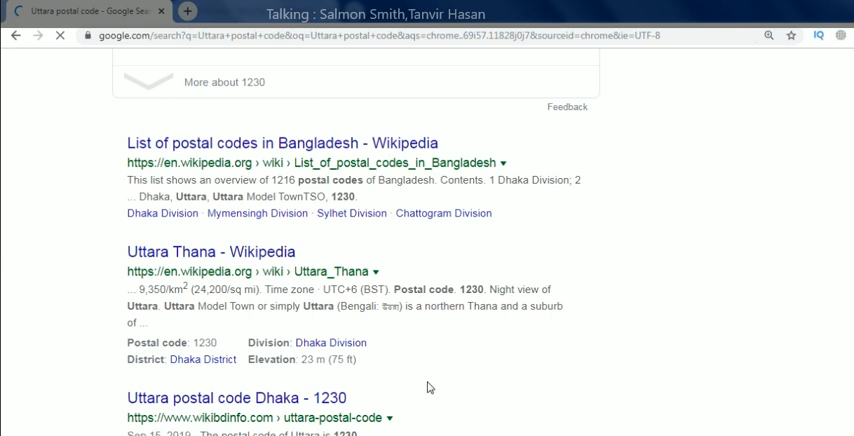 Uttara postal code - Google Sear
Talking : Salmon Smith,Tanvir Hasan
google.com/search?q=Uttara+postal+code&oq=Uttara+postal+code&aqs=chrome..69i57.11828j0j7&sourceid=chrome&ie=UTF-8
IQ
More about 1230
Feedback
List of postal codes in Bangladesh - Wikipedia
https://en.wikipedia.org › wiki › List_of_postal_codes_in_Bangladesh
This list shows an overview of 1216 postal codes of Bangladesh. Contents. 1 Dhaka Division; 2
... Dhaka, Uttara, Uttara Model TownTSO, 1230.
Dhaka Division · Mymensingh Division · Sylhet Division · Chattogram Division
Uttara Thana - Wikipedia
https://en.wikipedia.org › wiki › Uttara_Thana
... 9,350/km2 (24,200/sq mi). Time zone · UTC+6 (BST). Postal code. 1230. Night view of
Uttara. Uttara Model Town or simply Uttara (Bengali: উত্তরা) is a northern Thana and a suburb
of ...
Postal code: 1230 Division: Dhaka Division
District: Dhaka District Elevation: 23 m (75 ft)
Uttara postal code Dhaka - 1230
https://www.wikibdinfo.com › uttara-postal-code
Sep 15, 2019 - The postal code of Uttara is 1230